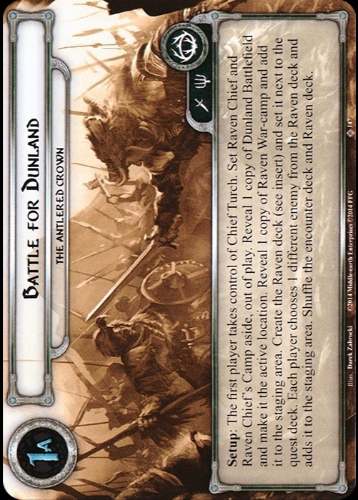 1A
BATTLE FOR DUNLAND
THE ANTLERED CROWN
Setup: The first player takes control of Chief Turch. Set Raven Chief and
Raven Chief's Camp aside, out of play. Reveal 1 copy of Dunland Battlefield
and make it the active location. Reveal 1 copy of Raven War-camp and add
it to the staging area. Create the Raven deck (see insert) and set it next to the
quest deck. Each player chooses 1 different enemy from the Raven deck and
adds it to the staging area. Shuffle the encounter deck and Raven deck.
Illus. Darek Zabrocki ©2014 Middle-earth Enterprises ©2014 FFG